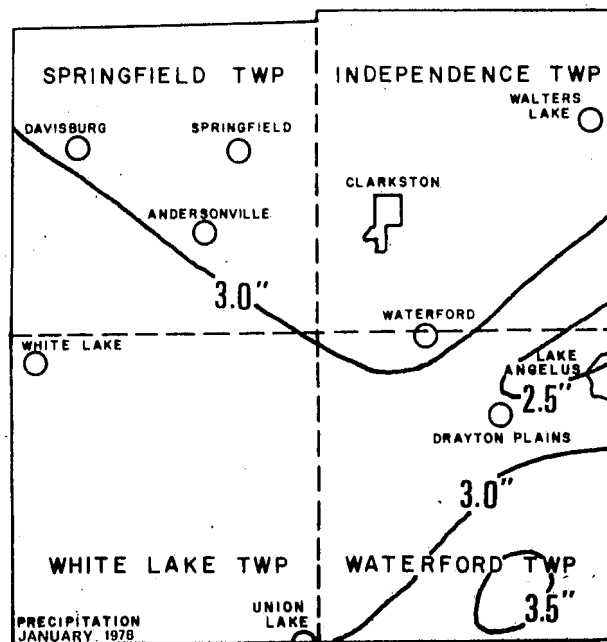 SPRINGFIELD TWP
INDEPENDENCE TWP
WALTERS
LAKE
DAVISBURG
SPRINGFIELD
CLARKSTON
ANDERSONVILLE
3.0"
WATERFORD
WHITE LAKE
LAKE
ANGELUS
2.5"
DRAYTON PLAINS
3.0"
WHITE LAKE TWP
WATERFORD TWP
3.5"
UNION
LAKE
PRECIPITATION
JANUARY, 1978